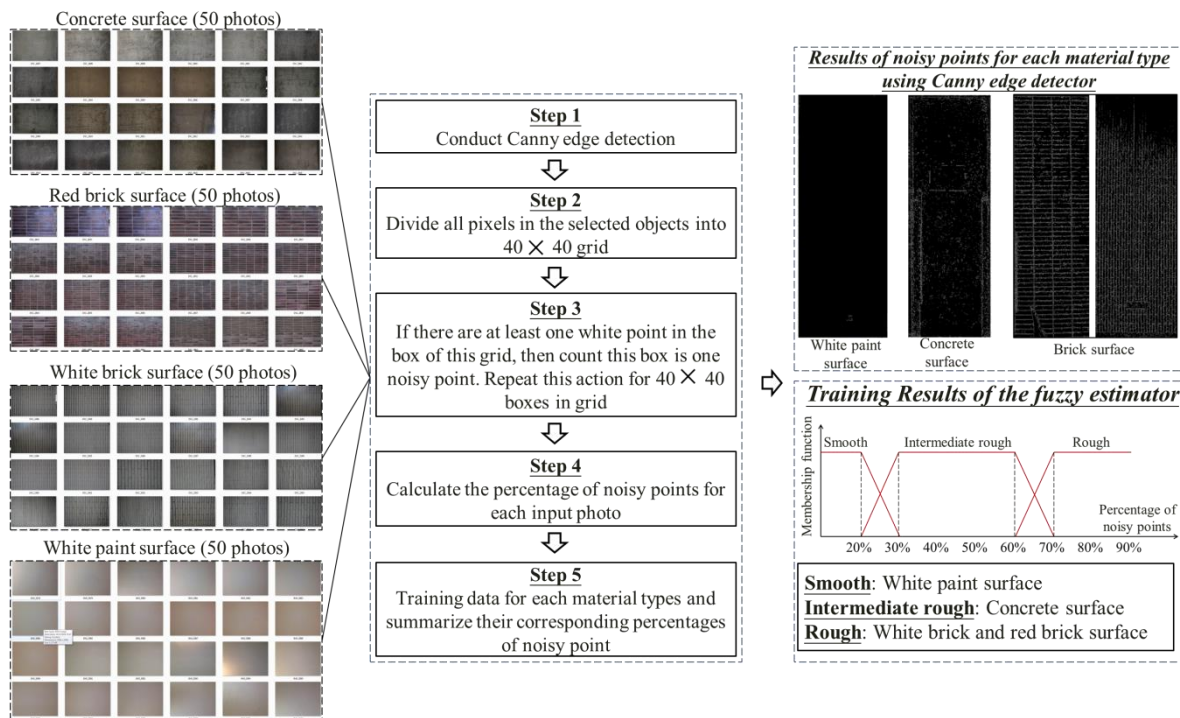 Concrete surface (50 photos)
Red brick surface (50 photos)
White brick surface (50 photos)
White paint surface (50 photos)
Step 1
Conduct Canny edge detection
Step 2
Divide all pixels in the selected objects into
40 × 40 grid
Step 3
If there are at least one white point in the
box of this grid, then count this box is one
noisy point. Repeat this action for 40 × 40
boxes in grid
Step 4
Calculate the percentage of noisy points for
each input photo
Step 5
Training data for each material types and
summarize their corresponding percentages
of noisy point
Results of noisy points for each material type
using Canny edge detector
White paint
surface
Concrete
surface
Brick surface
Training Results of the fuzzy estimator
Membership function
Smooth
Intermediate rough
Rough
Percentage of
noisy points
20% 30% 40% 50% 60% 70% 80% 90%
Smooth: White paint surface
Intermediate rough: Concrete surface
Rough: White brick and red brick surface